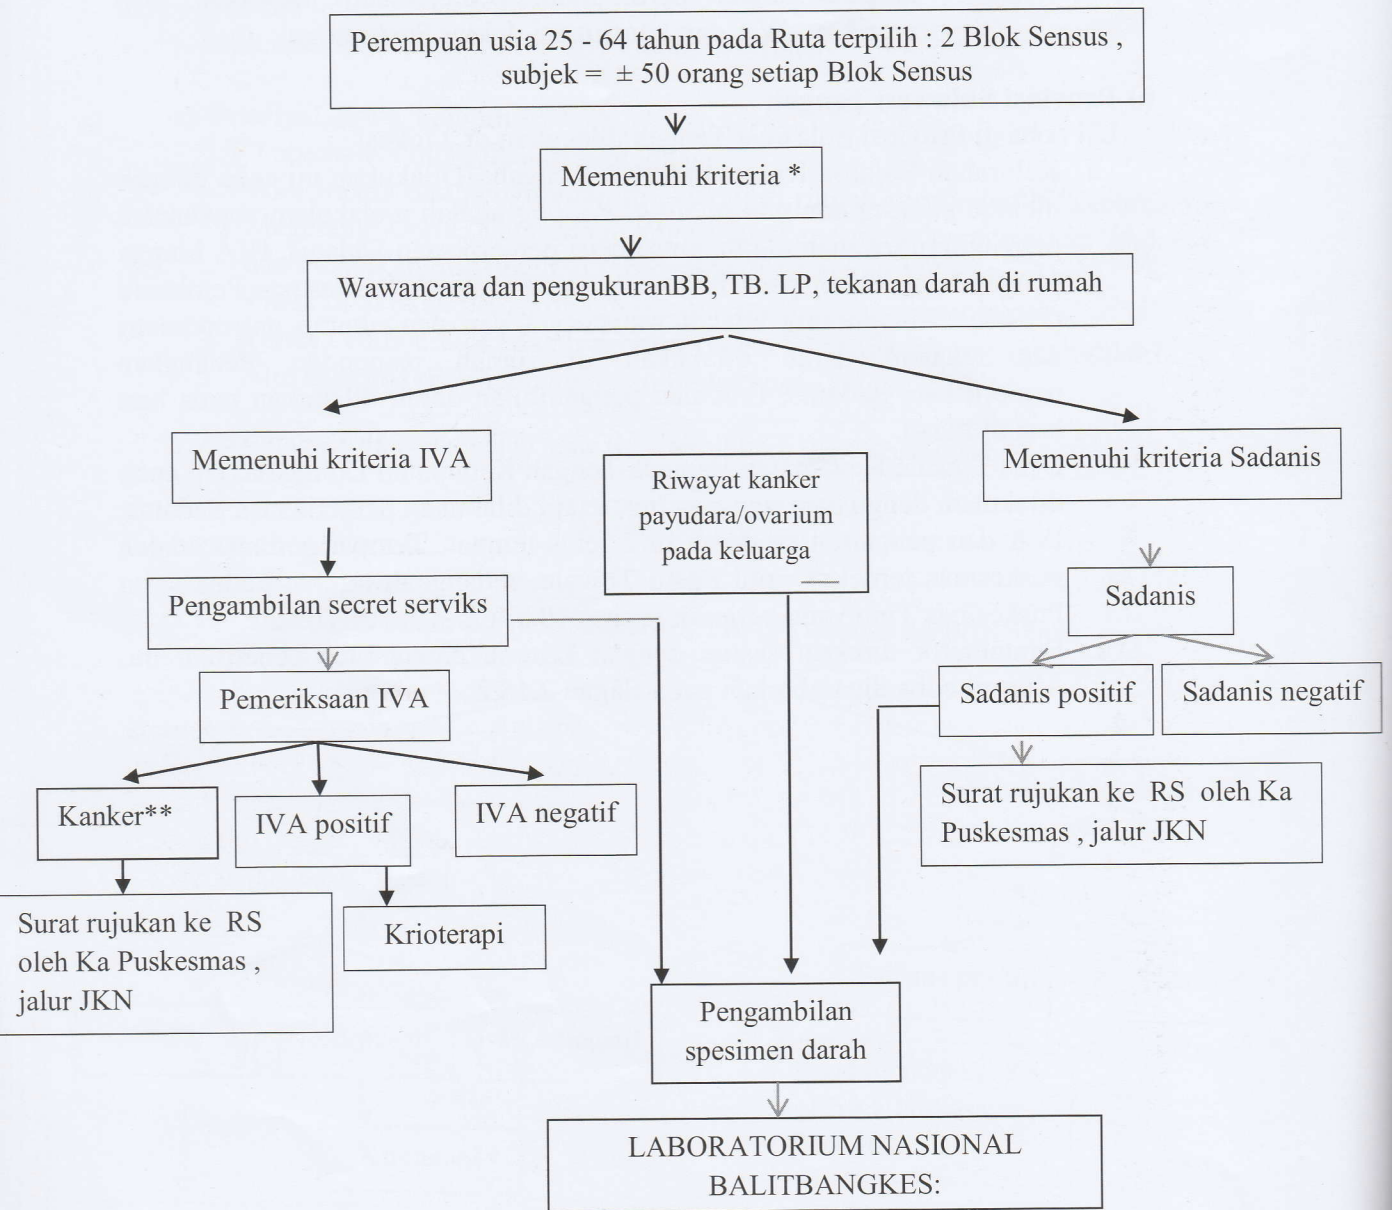 Perempuan usia 25 - 64 tahun pada Ruta terpilih : 2 Blok Sensus ,
subjek = ± 50 orang setiap Blok Sensus
Memenuhi kriteria *
Wawancara dan pengukuranBB, TB. LP, tekanan darah di rumah
Memenuhi kriteria IVA
Riwayat kanker
payudara/ovarium
pada keluarga
Memenuhi kriteria Sadanis
Pengambilan secret serviks
Sadanis
Pemeriksaan IVA
Sadanis positif
Sadanis negatif
Kanker**
IVA positif
IVA negatif
Surat rujukan ke RS oleh Ka
Puskesmas , jalur JKN
Surat rujukan ke RS
oleh Ka Puskesmas ,
jalur JKN
Krioterapi
Pengambilan
spesimen darah
LABORATORIUM NASIONAL
BALITBANGKES: